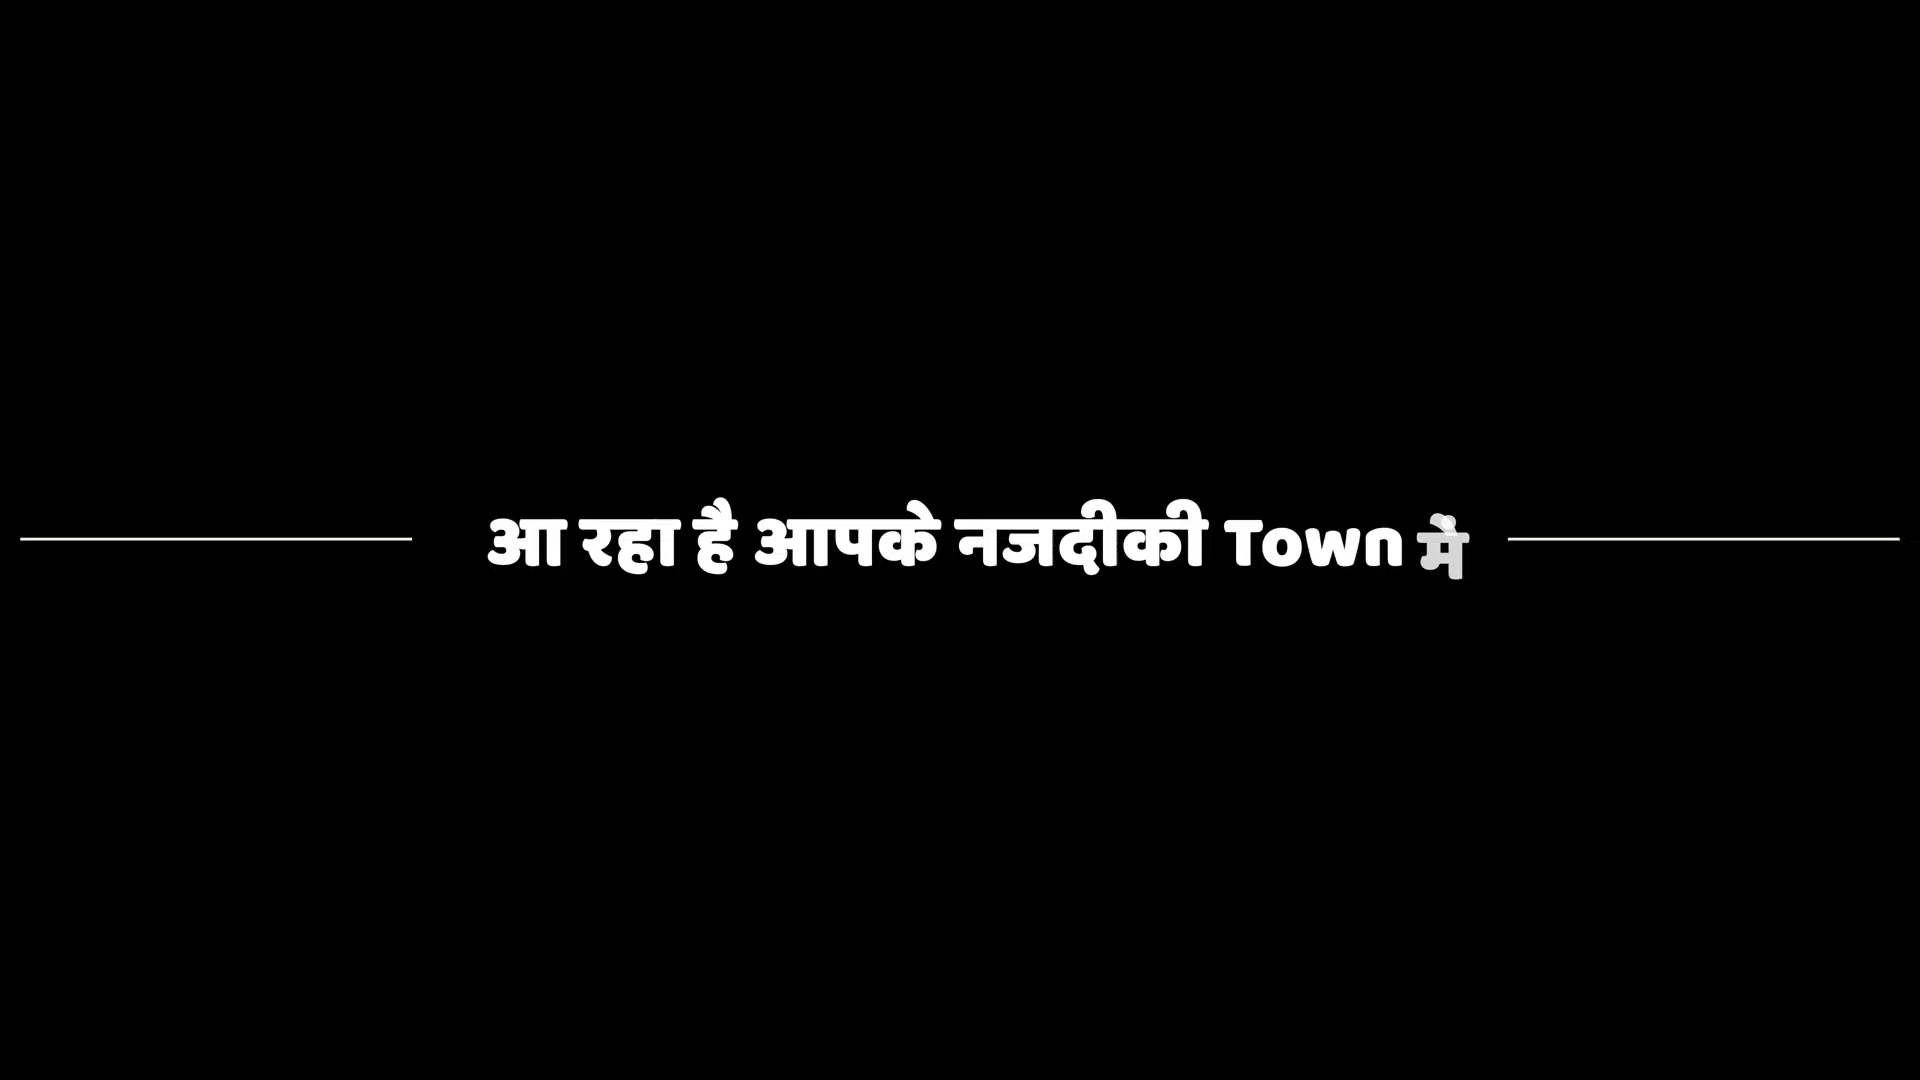 आ रहा है आपके नजदीकी Town में